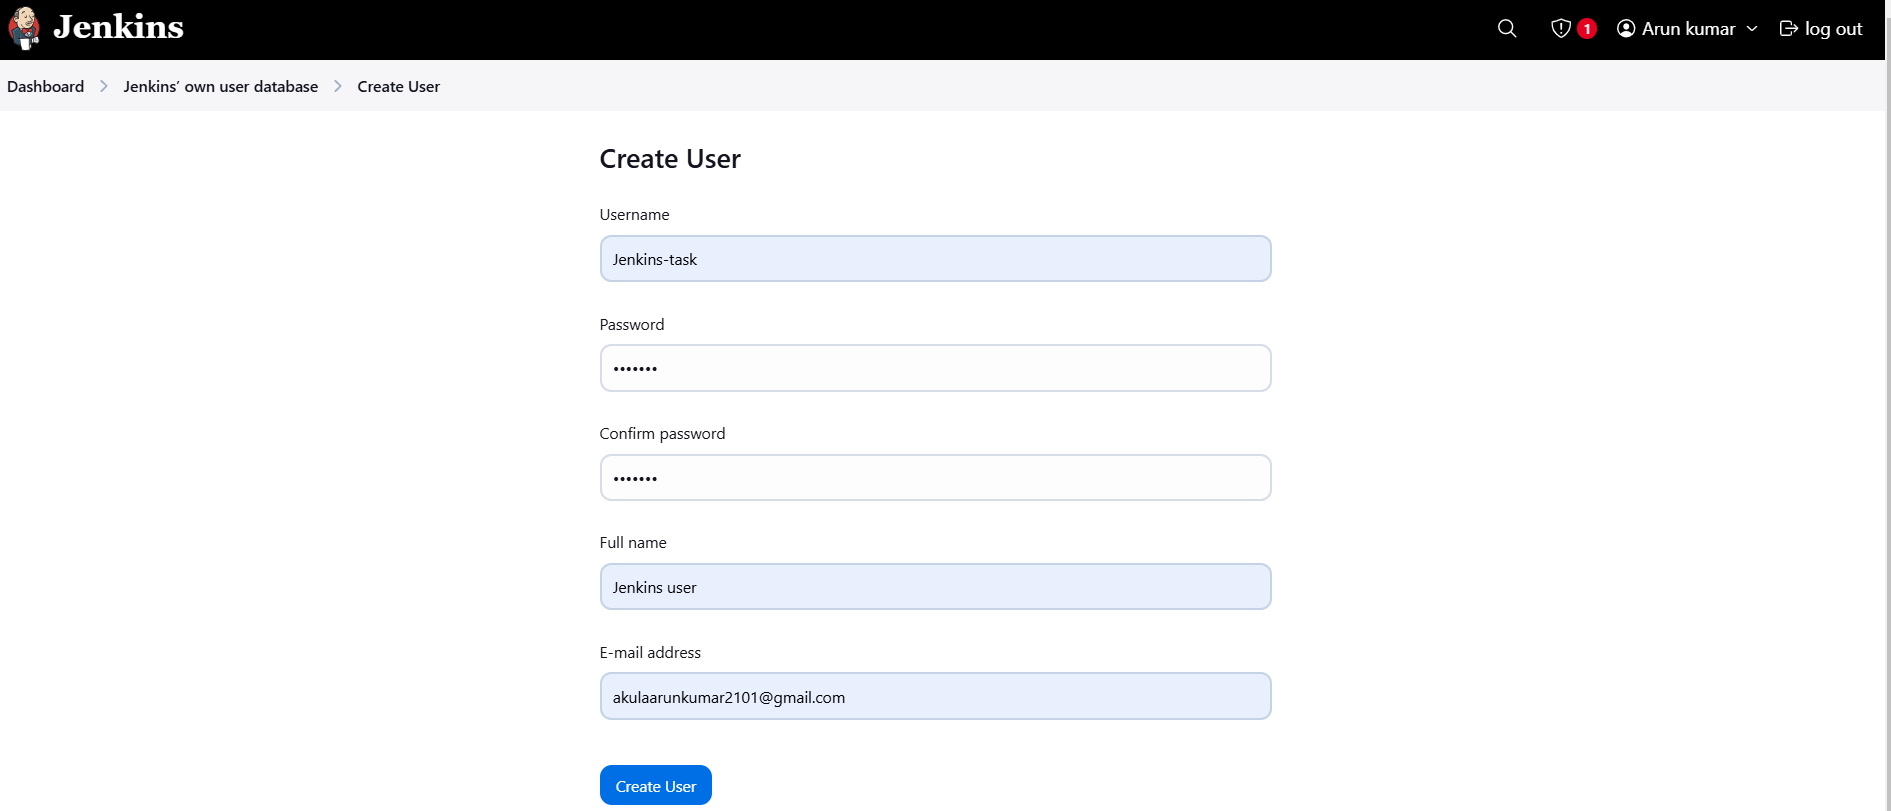 Jenkins
1 Arun kumar log out
Dashboard Jenkins’ own user database Create User
Create User
Username
Jenkins-task
Password
•••••••
Confirm password
•••••••
Full name
Jenkins user
E-mail address
akulaarunkumar2101@gmail.com
Create User